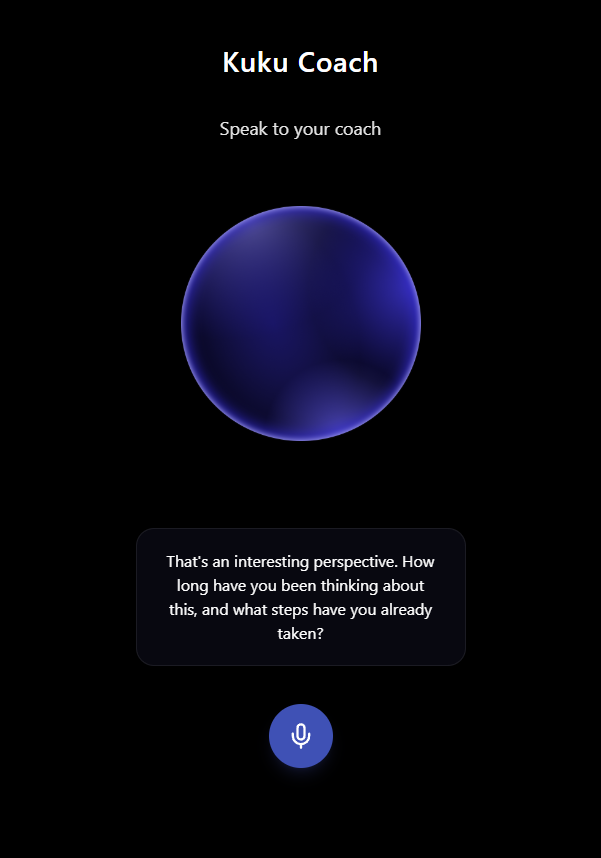 Kuku Coach
Speak to your coach
That's an interesting perspective. How
long have you been thinking about
this, and what steps have you already
taken?